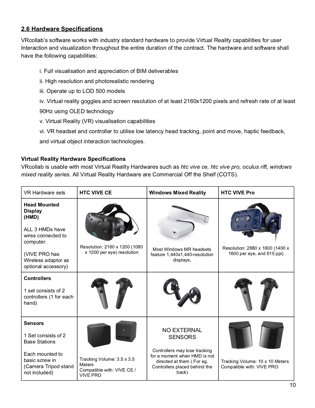 2.6 Hardware Specifications
VRcollab's software works with industry standard hardware to provide Virtual Reality capabilities for user
Interaction and visualization throughout the entire duration of the contract. The hardware and software shall
have the following capabilities:
i. Full visualisation and appreciation of BIM deliverables
ii. High resolution and photorealistic rendering
iii. Operate up to LOD 500 models
iv. Virtual reality goggles and screen resolution of at least 2160x1200 pixels and refresh rate of at least
90Hz using OLED technology
v. Virtual Reality (VR) visualisation capabilities
vi. VR headset and controller to utilise low latency head tracking, point and move, haptic feedback,
and virtual object interaction technologies.
Virtual Reality Hardware Specifications
VRcollab is usable with most Virtual Reality Hardwares such as htc vive ce, htc vive pro, oculus rift, windows
mixed reality series. All Virtual Reality Hardware are Commercial Off the Shelf (COTS).
VR Hardware sets
HTC VIVE CE
Windows Mixed Reality
HTC VIVE Pro
Head Mounted
Display
(HMD)
ALL 3 HMDs have
wires connected to
computer.
(VIVE PRO has
Wireless adaptor as
optional accessory)
Resolution: 2160 x 1200 (1080
x 1200 per eye) resolution
Most Windows MR headsets
feature 1,440x1,440-resolution
displays,
Resolution: 2880 x 1600 (1400 x
1600 per eye, and 615 ppi)
Controllers
1 set consists of 2
controllers (1 for each
hand)
Sensors
1 Set consists of 2
Base Stations
Each mounted to
basic screw in
(Camera Tripod stand
not included)
Tracking Volume: 3.5 x 3.5
Meters
Compatible with: VIVE CE /
VIVE PRO
NO EXTERNAL
SENSORS
Controllers may lose tracking
for a moment when HMD is not
directed at them ( For eg.
Controllers placed behind the
back)
Tracking Volume: 10 x 10 Meters
Compatible with: VIVE PRO
10